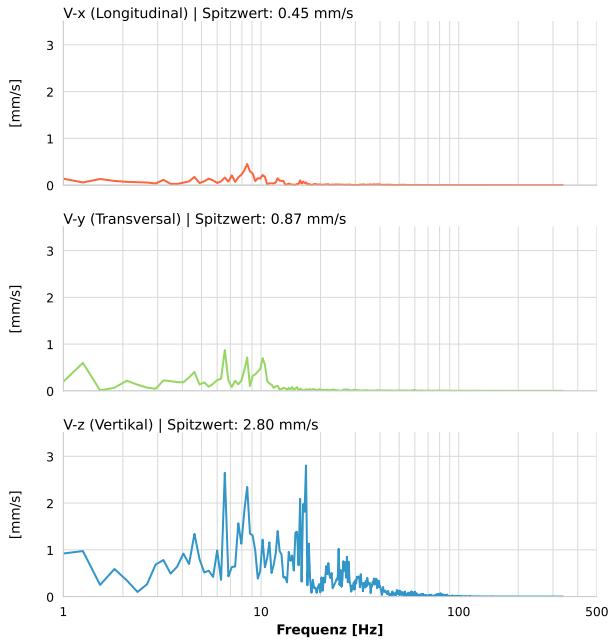 V-x (Longitudinal) | Spitzwert: 0.45 mm/s
3
2
1
0
[mm/s]
V-y (Transversal) | Spitzwert: 0.87 mm/s
3
2
1
0
[mm/s]
V-z (Vertikal) | Spitzwert: 2.80 mm/s
3
2
1
0
[mm/s]
1 10 100 500
Frequenz [Hz]